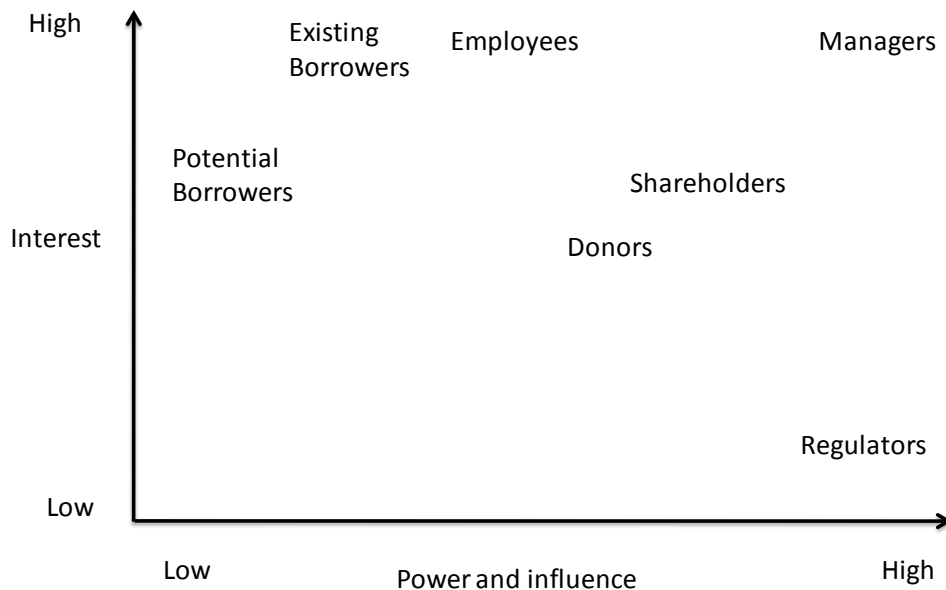 High
Existing
Borrowers
Employees
Managers
Potential
Borrowers
Shareholders
Interest
Donors
Regulators
Low
Low
Power and influence
High